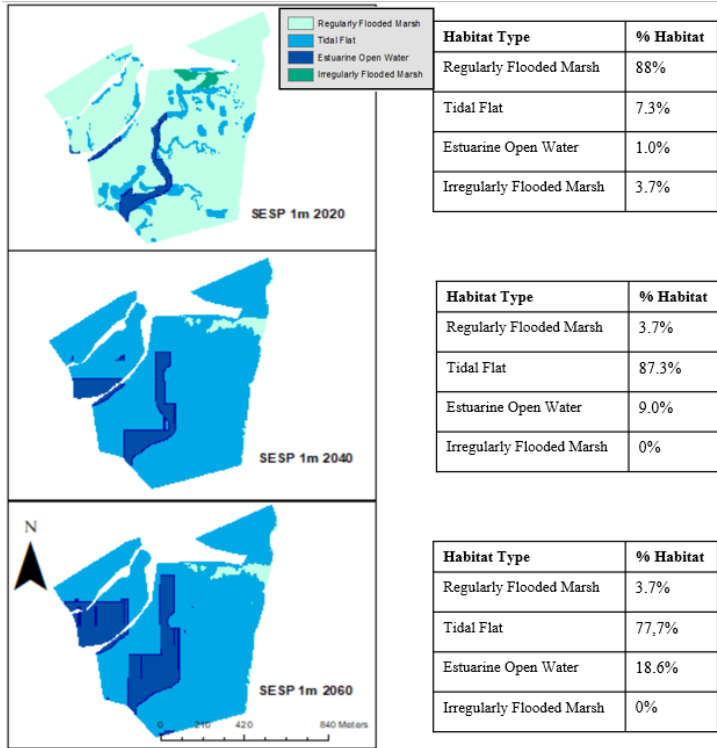 Regularly Flooded Marsh
Tidal Flat
Estuarine Open Water
Irregularly Flooded Marsh
SESP 1m 2020
Habitat Type % Habitat
Regularly Flooded Marsh 88%
Tidal Flat 7.3%
Estuarine Open Water 1.0%
Irregularly Flooded Marsh 3.7%
SESP 1m 2040
Habitat Type % Habitat
Regularly Flooded Marsh 3.7%
Tidal Flat 87.3%
Estuarine Open Water 9.0%
Irregularly Flooded Marsh 0%
N
SESP 1m 2060
0 210 420 840 Meters
Habitat Type % Habitat
Regularly Flooded Marsh 3.7%
Tidal Flat 77,7%
Estuarine Open Water 18.6%
Irregularly Flooded Marsh 0%